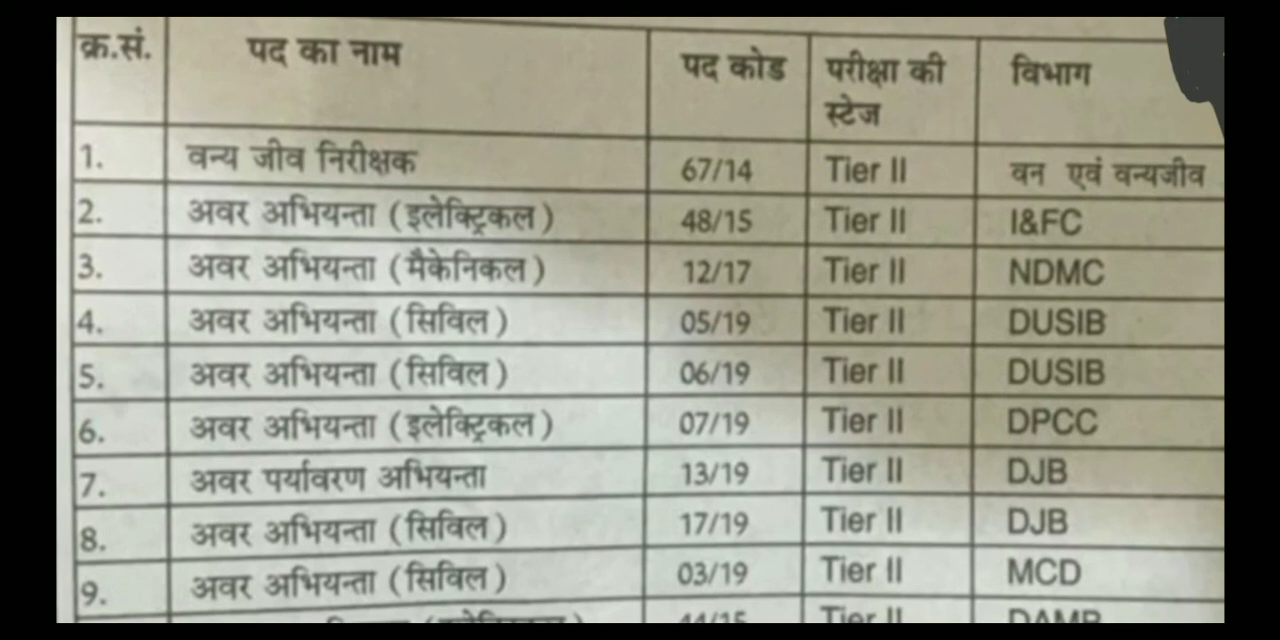 क्र.सं. पद का नाम पद कोड परीक्षा की स्टेज विभाग
1. वन्य जीव निरीक्षक 67/14 Tier II वन एवं वन्यजीव
2. अवर अभियन्ता (इलेक्ट्रिकल) 48/15 Tier II I&FC
3. अवर अभियन्ता (मैकेनिकल) 12/17 Tier II NDMC
4. अवर अभियन्ता (सिविल) 05/19 Tier II DUSIB
5. अवर अभियन्ता (सिविल) 06/19 Tier II DUSIB
6. अवर अभियन्ता (इलेक्ट्रिकल) 07/19 Tier II DPCC
7. अवर पर्यावरण अभियन्ता 13/19 Tier II DJB
8. अवर अभियन्ता (सिविल) 17/19 Tier II DJB
9. अवर अभियन्ता (सिविल) 03/19 Tier II MCD
Tier II